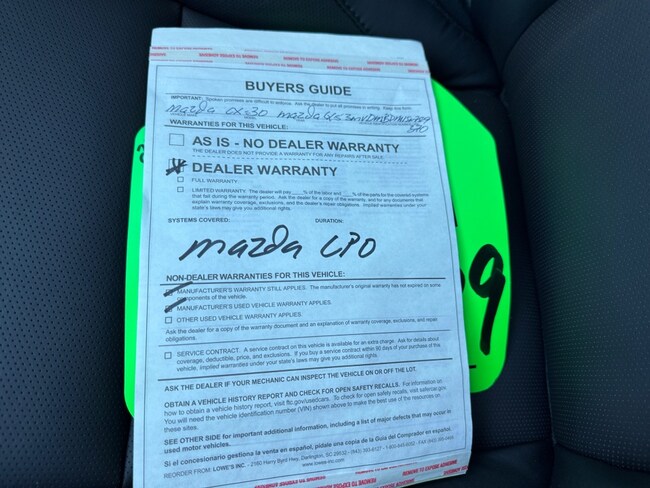 BUYERS GUIDE
IMPORTANT: Spoken promises are difficult to enforce. Ask the dealer to put all promises in writing. Keep this form.
mazda CX-30 mazda
WARRANTIES FOR THIS VEHICLE:
AS IS - NO DEALER WARRANTY
THE DEALER DOES NOT PROVIDE A WARRANTY FOR ANY REPAIRS AFTER SALE.
DEALER WARRANTY
FULL WARRANTY.
LIMITED WARRANTY. The dealer will pay ___% of the labor and ___% of the parts for the covered systems
that fail during the warranty period. Ask the dealer for a copy of the warranty, and for any documents that
explain warranty coverage, exclusions, and the dealer's repair obligations. Implied warranties under your
state's laws may give you additional rights.
SYSTEMS COVERED: DURATION:
mazda CPO
NON-DEALER WARRANTIES FOR THIS VEHICLE:
MANUFACTURER'S WARRANTY STILL APPLIES. The manufacturer's original warranty has not expired on some
components of the vehicle.
MANUFACTURER'S USED VEHICLE WARRANTY APPLIES.
OTHER USED VEHICLE WARRANTY APPLIES.
Ask the dealer for a copy of the warranty document and an explanation of warranty coverage, exclusions, and repair
obligations.
SERVICE CONTRACT. A service contract on this vehicle is available for an extra charge. Ask for details about
coverage, deductible, price, and exclusions. If you buy a service contract within 90 days of your purchase of this
vehicle, implied warranties under your state's laws may give you additional rights.
ASK THE DEALER IF YOUR MECHANIC CAN INSPECT THE VEHICLE ON OR OFF THE LOT.
OBTAIN A VEHICLE HISTORY REPORT AND CHECK FOR OPEN SAFETY RECALLS. For information on
how to obtain a vehicle history report, visit ftc.gov/usedcars. To check for open safety recalls, visit safercar.gov.
You will need the vehicle identification number (VIN) shown above to make the best use of the resources on
these sites.
SEE OTHER SIDE for important additional information, including a list of major defects that may occur in
used motor vehicles.
Si el concesionario gestiona la venta en español, pídale una copia de la Guía del Comprador en español.
REORDER FROM: LOWE'S INC.
9